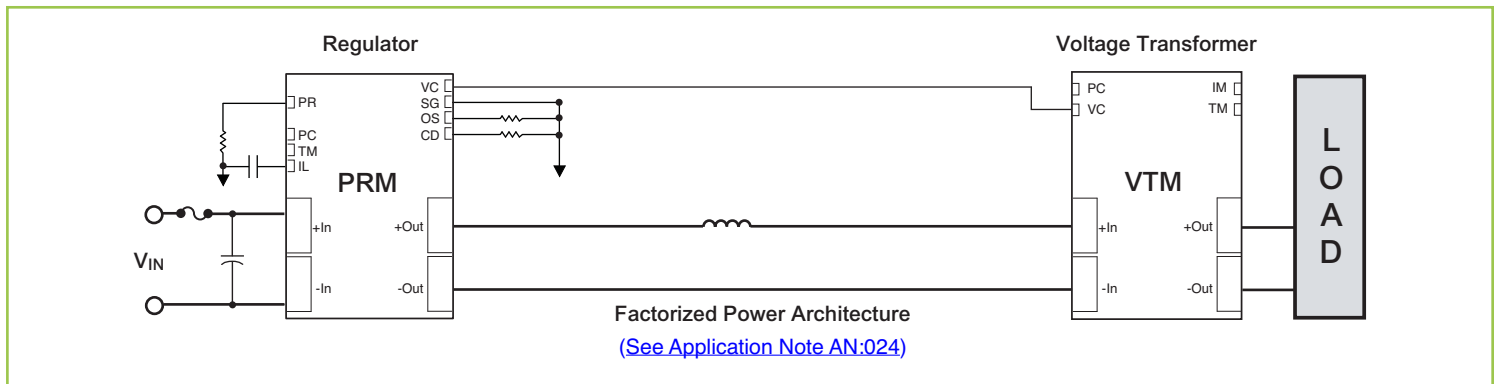 Regulator
Voltage Transformer
PR
PC
TM
IL
VC
SG
OS
CD
PRM
+In
-In
+Out
-Out
VIN
PC
VC
IM
TM
VTM
+In
-In
+Out
-Out
L
O
A
D
Factorized Power Architecture
(See Application Note AN:024)